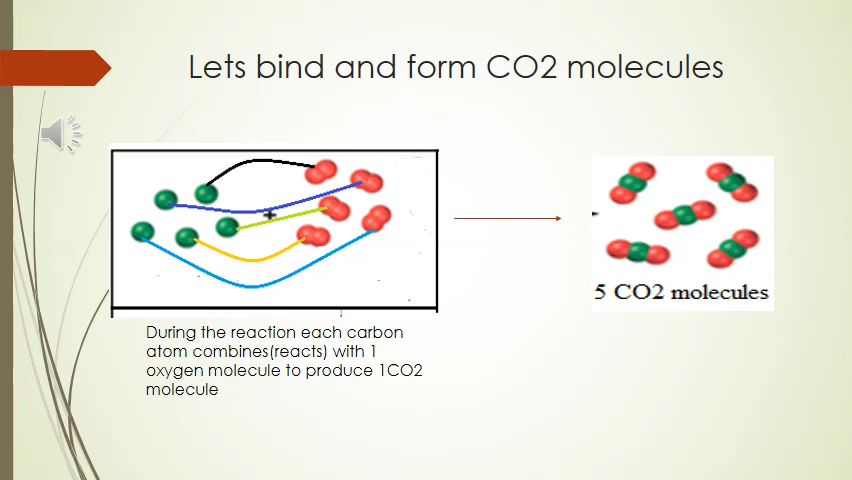 Lets bind and form CO2 molecules
+
5 CO2 molecules
During the reaction each carbon
atom combines(reacts) with 1
oxygen molecule to produce 1CO2
molecule